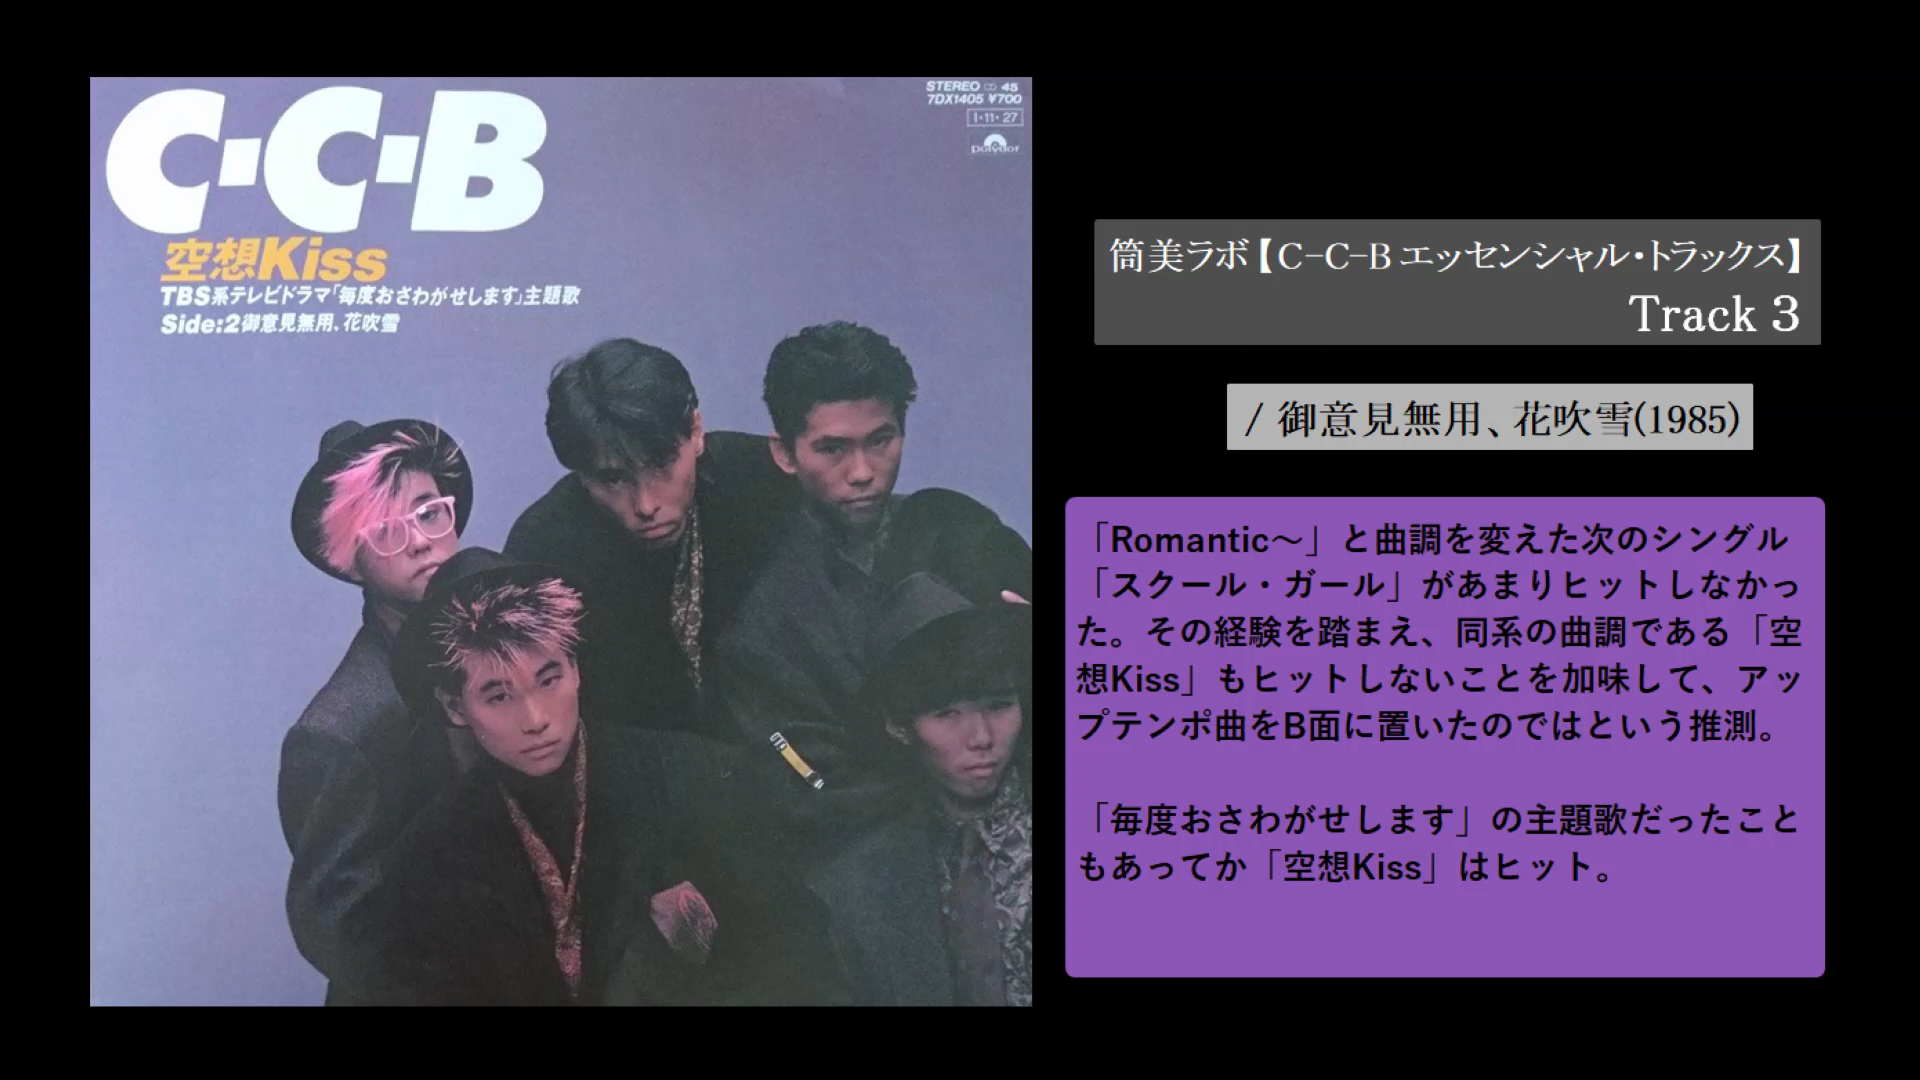 C-C-B
空想Kiss
TBS系テレビドラマ「毎度おさわがせします」主題歌
Side:2御意見無用、花吹雪
STEREO ∞ 45
7DX1405 ¥700
I・11・27
polydor
筒美ラボ【C-C-Bエッセンシャル・トラックス】
Track 3
/ 御意見無用、花吹雪(1985)
「Romantic～」と曲調を変えた次のシングル
「スクール・ガール」があまりヒットしなかっ
た。その経験を踏まえ、同系の曲調である「空
想Kiss」もヒットしないことを加味して、アッ
プテンポ曲をB面に置いたのではという推測。
「毎度おさわがせします」の主題歌だったこと
もあってか「空想Kiss」はヒット。